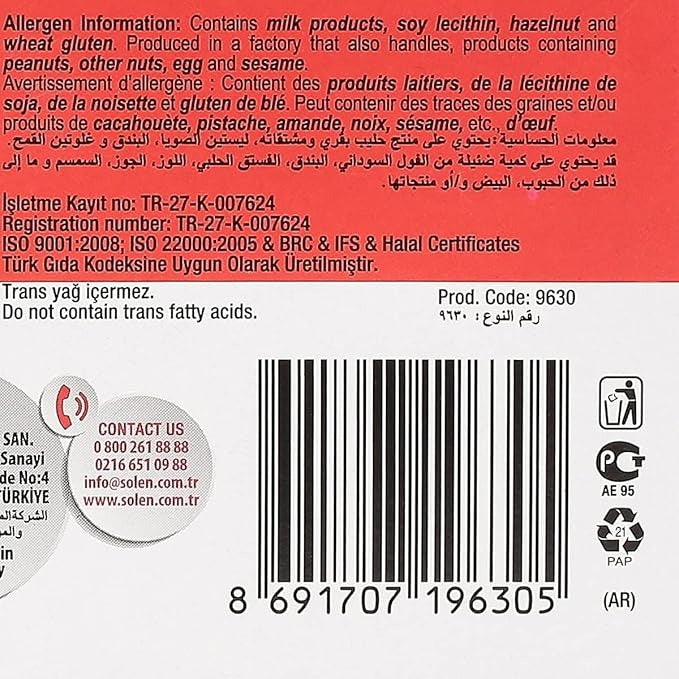 Allergen Information: Contains milk products, soy lecithin, hazelnut and
wheat gluten. Produced in a factory that also handles, products containing
peanuts, other nuts, egg and sesame.
Avertissement d'allergène : Contient des produits laitiers, de la lécithine de
soja, de la noisette et gluten de blé. Peut contenir des traces des graines et/ou
produits de cacahouète, pistache, amande, noix, sésame, etc., d'œuf.
معلومات الحساسية: يحتوي على منتج حليب بقري ومشتقاته، ليستين الصويا، البندق و غلوتين القمح.
قد يحتوي على كمية ضئيلة من الفول السوداني، البندق، الفستق الحلبي، اللوز، الجوز، السمسم و ما إلى
ذلك من الحبوب، البيض و/أو منتجاتها.
İşletme Kayıt no: TR-27-K-007624
Registration number: TR-27-K-007624
ISO 9001:2008; ISO 22000:2005 & BRC & IFS & Halal Certificates
Türk Gıda Kodeksine Uygun Olarak Üretilmiştir.
Trans yağ içermez.
Do not contain trans fatty acids.
Prod. Code: 9630
رقم النوع: ٩٦٣٠
SAN.
Sanayi
de No:4
TÜRKİYE
والمو
in
y
CONTACT US
0 800 261 88 88
0216 651 09 88
info@solen.com.tr
www.solen.com.tr
8 691707 196305
PCT
AE 95
21
PAP
(AR)